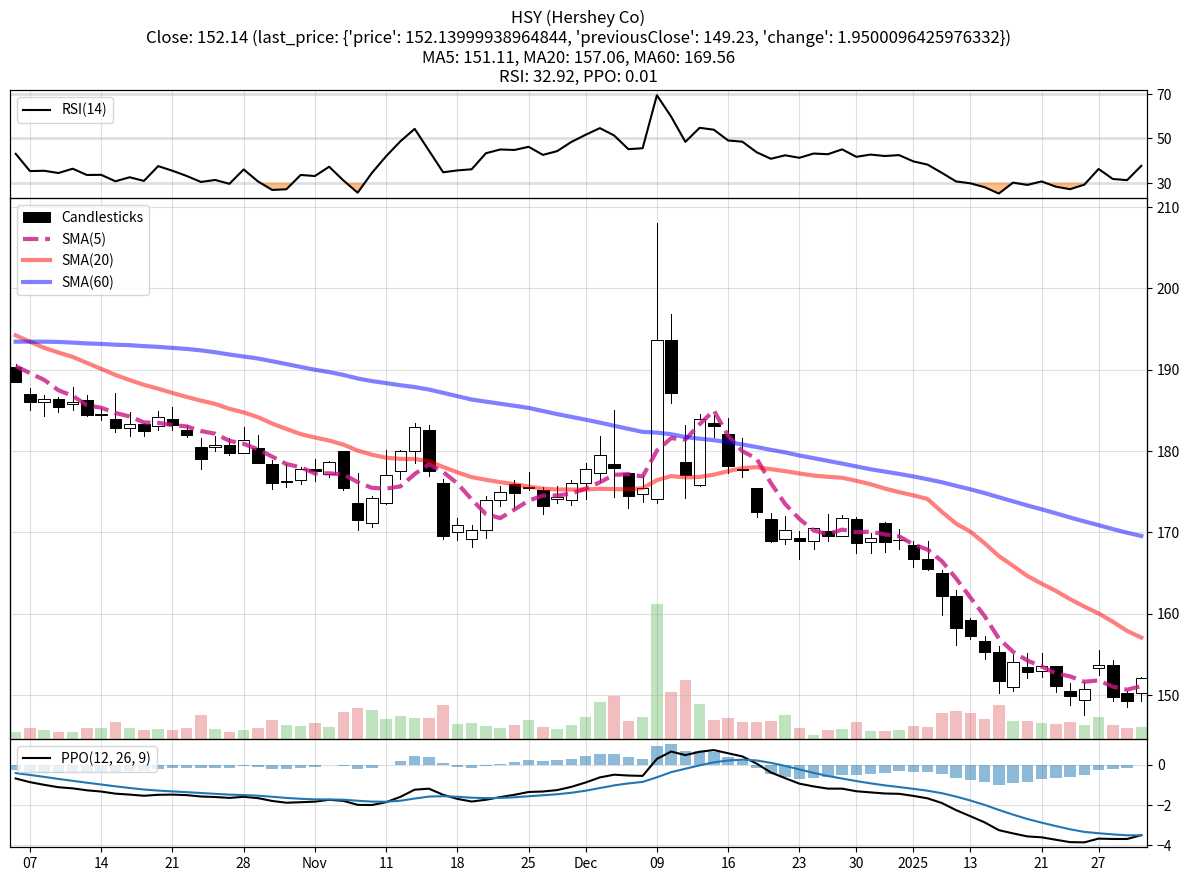 HSY (Hershey Co)
Close: 152.14 (last_price: {'price': 152.13999938964844, 'previousClose': 149.23, 'change': 1.9500096425976332})
MA5: 151.11, MA20: 157.06, MA60: 169.56
RSI: 32.92, PPO: 0.01
RSI(14)
70
50
30
Candlesticks
SMA(5)
SMA(20)
SMA(60)
210
200
190
180
170
160
150
PPO(12, 26, 9)
0
−2
−4
07 14 21 28 Nov 11 18 25 Dec 09 16 23 30 2025 13 21 27